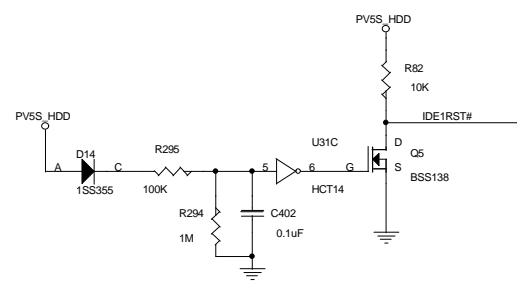 PV5S_HDD
R82
10K
IDE1RST#
PV5S_HDD
D14
A
C
1SS355
R295
100K
U31C
5
6
HCT14
G
D
S
Q5
BSS138
R294
1M
C402
0.1uF